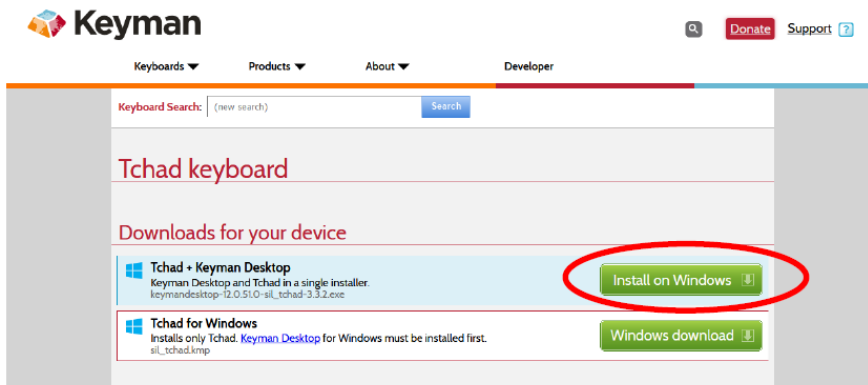 Keyman
Donate
Support ?
Keyboards
Products
About
Developer
Keyboard Search: (new search) Search
Tchad keyboard
Downloads for your device
Tchad + Keyman Desktop
Keyman Desktop and Tchad in a single installer.
keymandesktop-12.0.51.0-sil_tchad-3.3.2.exe
Install on Windows
Tchad for Windows
Installs only Tchad. Keyman Desktop for Windows must be installed first.
sil_tchad.kmp
Windows download